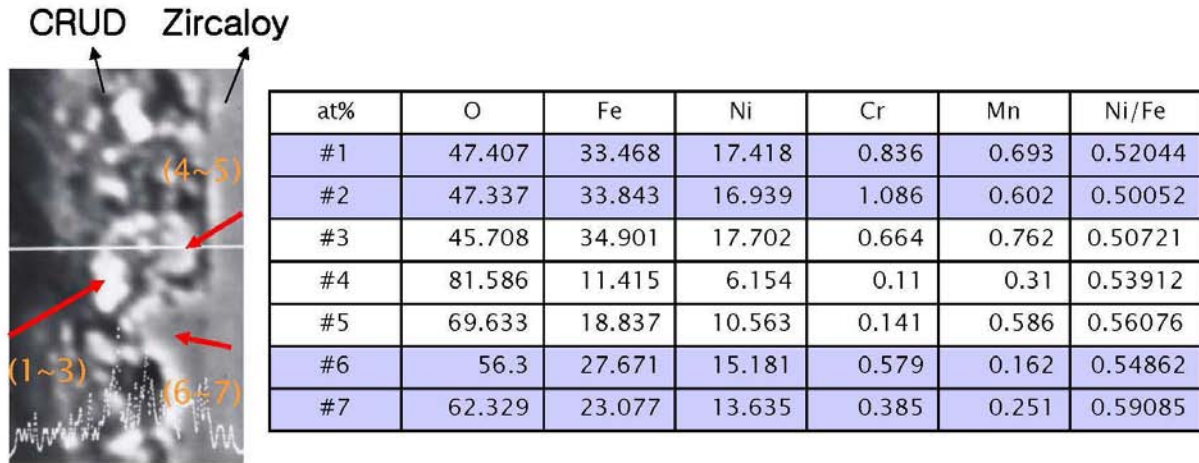 CRUD Zircaloy
(4~5)
(1~3)
(6~7)
at% O Fe Ni Cr Mn Ni/Fe
#1 47.407 33.468 17.418 0.836 0.693 0.52044
#2 47.337 33.843 16.939 1.086 0.602 0.50052
#3 45.708 34.901 17.702 0.664 0.762 0.50721
#4 81.586 11.415 6.154 0.11 0.31 0.53912
#5 69.633 18.837 10.563 0.141 0.586 0.56076
#6 56.3 27.671 15.181 0.579 0.162 0.54862
#7 62.329 23.077 13.635 0.385 0.251 0.59085